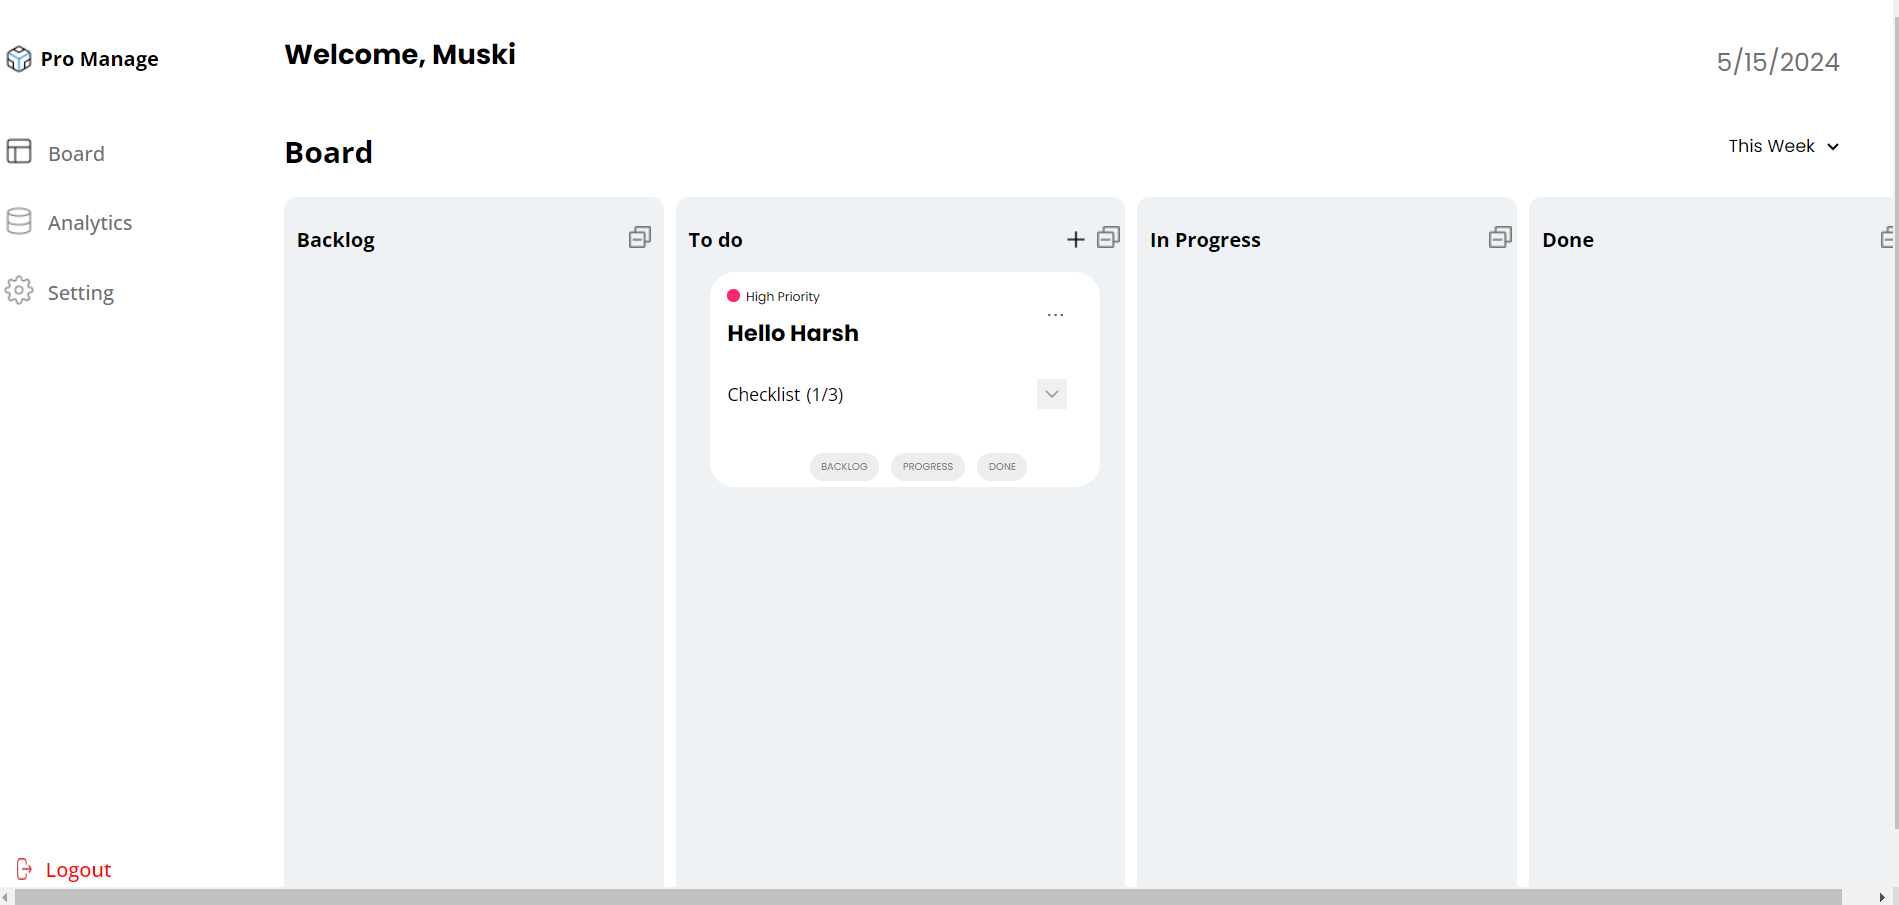 Pro Manage
Board
Analytics
Setting
Logout
Welcome, Muski
5/15/2024
Board
This Week
Backlog
To do
High Priority
...
Hello Harsh
Checklist (1/3)
BACKLOG PROGRESS DONE
In Progress
Done